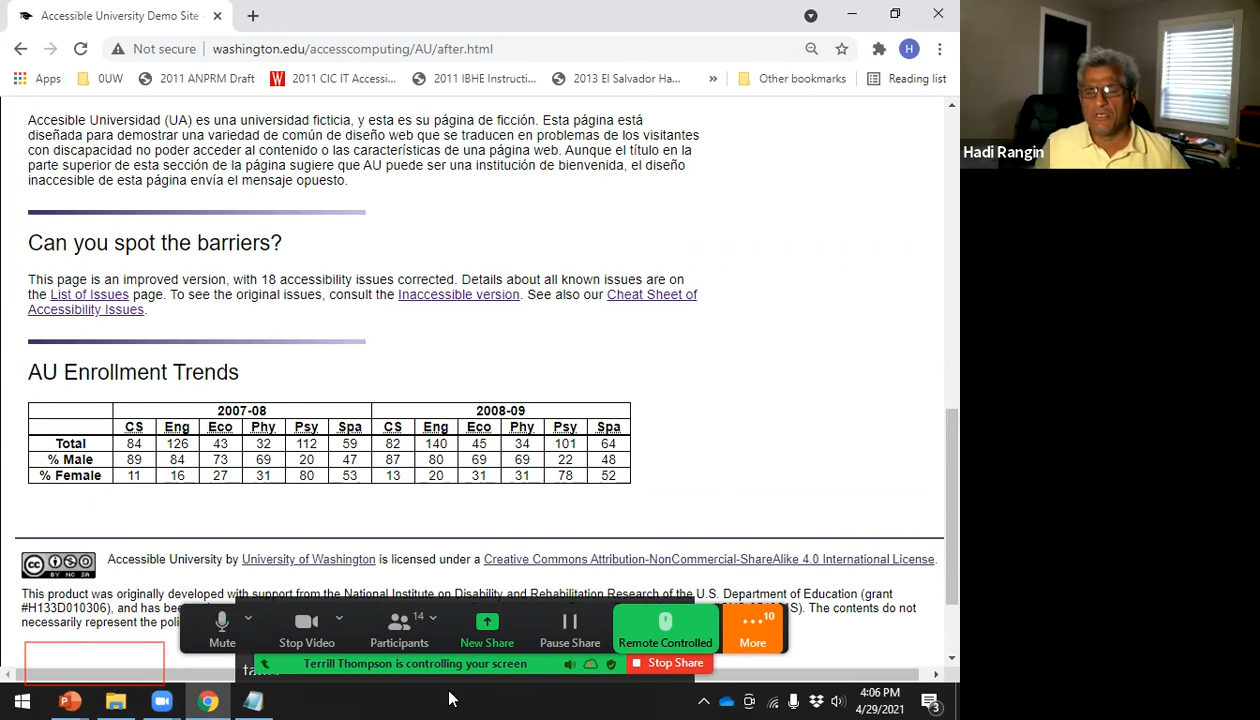 Accessible University Demo Site
Not secure
washington.edu/accesscomputing/AU/after.html
H
Apps
0UW
2011 ANPRM Draft
2011 CIC IT Accessi...
2011 IBHE Instructi...
2013 El Salvador Ha...
»
Other bookmarks
Reading list
Accesible Universidad (UA) es una universidad ficticia, y esta es su página de ficción. Esta página está
diseñada para demostrar una variedad de común de diseño web que se traducen en problemas de los visitantes
con discapacidad no poder acceder al contenido o las características de una página web. Aunque el título en la
parte superior de esta sección de la página sugiere que AU puede ser una institución de bienvenida, el diseño
inaccesible de esta página envía el mensaje opuesto.
Can you spot the barriers?
This page is an improved version, with 18 accessibility issues corrected. Details about all known issues are on
the List of Issues page. To see the original issues, consult the Inaccessible version. See also our Cheat Sheet of
Accessibility Issues.
AU Enrollment Trends
2007-08 2008-09
CS Eng Eco Phy Psy Spa CS Eng Eco Phy Psy Spa
Total 84 126 43 32 112 59 82 140 45 34 101 64
% Male 89 84 73 69 20 47 87 80 69 69 22 48
% Female 11 16 27 31 80 53 13 20 31 31 78 52
CC BY NC SA
Accessible University by University of Washington is licensed under a Creative Commons Attribution-NonCommercial-ShareAlike 4.0 International License.
This product was originally developed with support from the National Institute on Disability and Rehabilitation Research of the U.S. Department of Education (grant
#H133D010306), and has be
S). The contents do not
necessarily represent the poli
Mute
Stop Video
14
Participants
New Share
Pause Share
Remote Controlled
10
More
Terrill Thompson is controlling your screen
Stop Share
4:06 PM
4/29/2021
3
Hadi Rangin